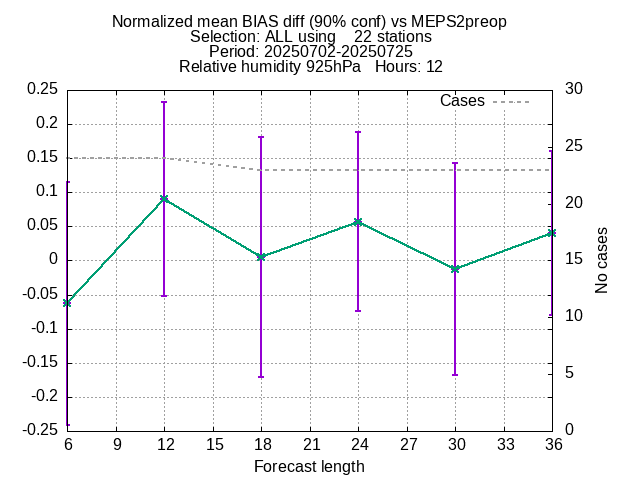 Normalized mean BIAS diff (90% conf) vs MEPS2preop
Selection: ALL using    22 stations
Period: 20250702-20250725
Relative humidity 925hPa   Hours: 12
0.25
0.2
0.15
0.1
0.05
0
-0.05
-0.1
-0.15
-0.2
-0.25
Cases
30
25
20
15
10
5
0
No cases
6 9 12 15 18 21 24 27 30 33 36
Forecast length